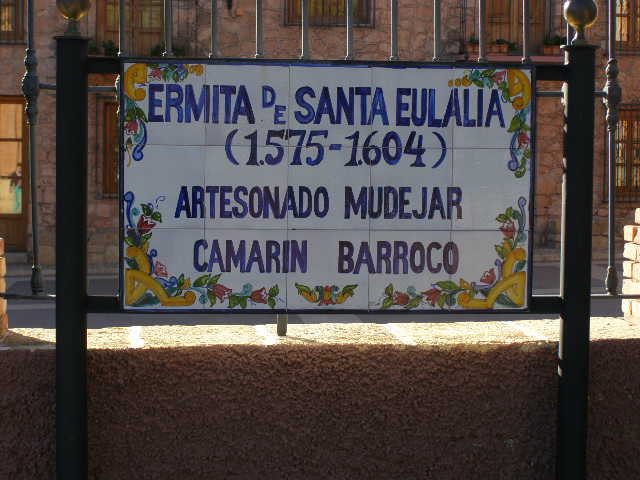 ERMITA DE SANTA EULALIA
(1.575-1.604)
ARTESONADO MUDEJAR
CAMARIN BARROCO